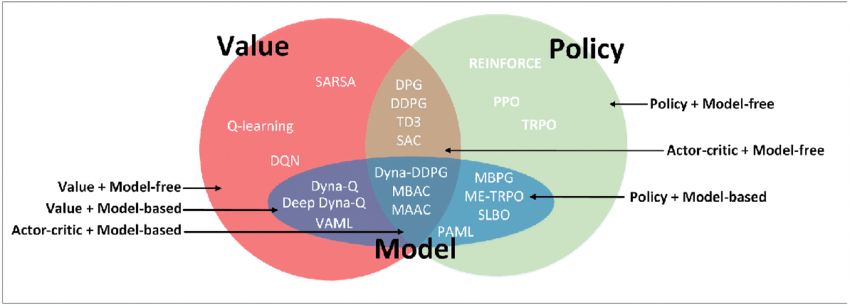 Value
Policy
SARSA
Q-learning
DQN
DPG
DDPG
TD3
SAC
REINFORCE
PPO
TRPO
Policy + Model-free
Actor-critic + Model-free
Value + Model-free
Value + Model-based
Actor-critic + Model-based
Dyna-Q
Deep Dyna-Q
VAML
Dyna-DDPG
MBAC
MAAC
MBPG
ME-TRPO
SLBO
PAML
Policy + Model-based
Model